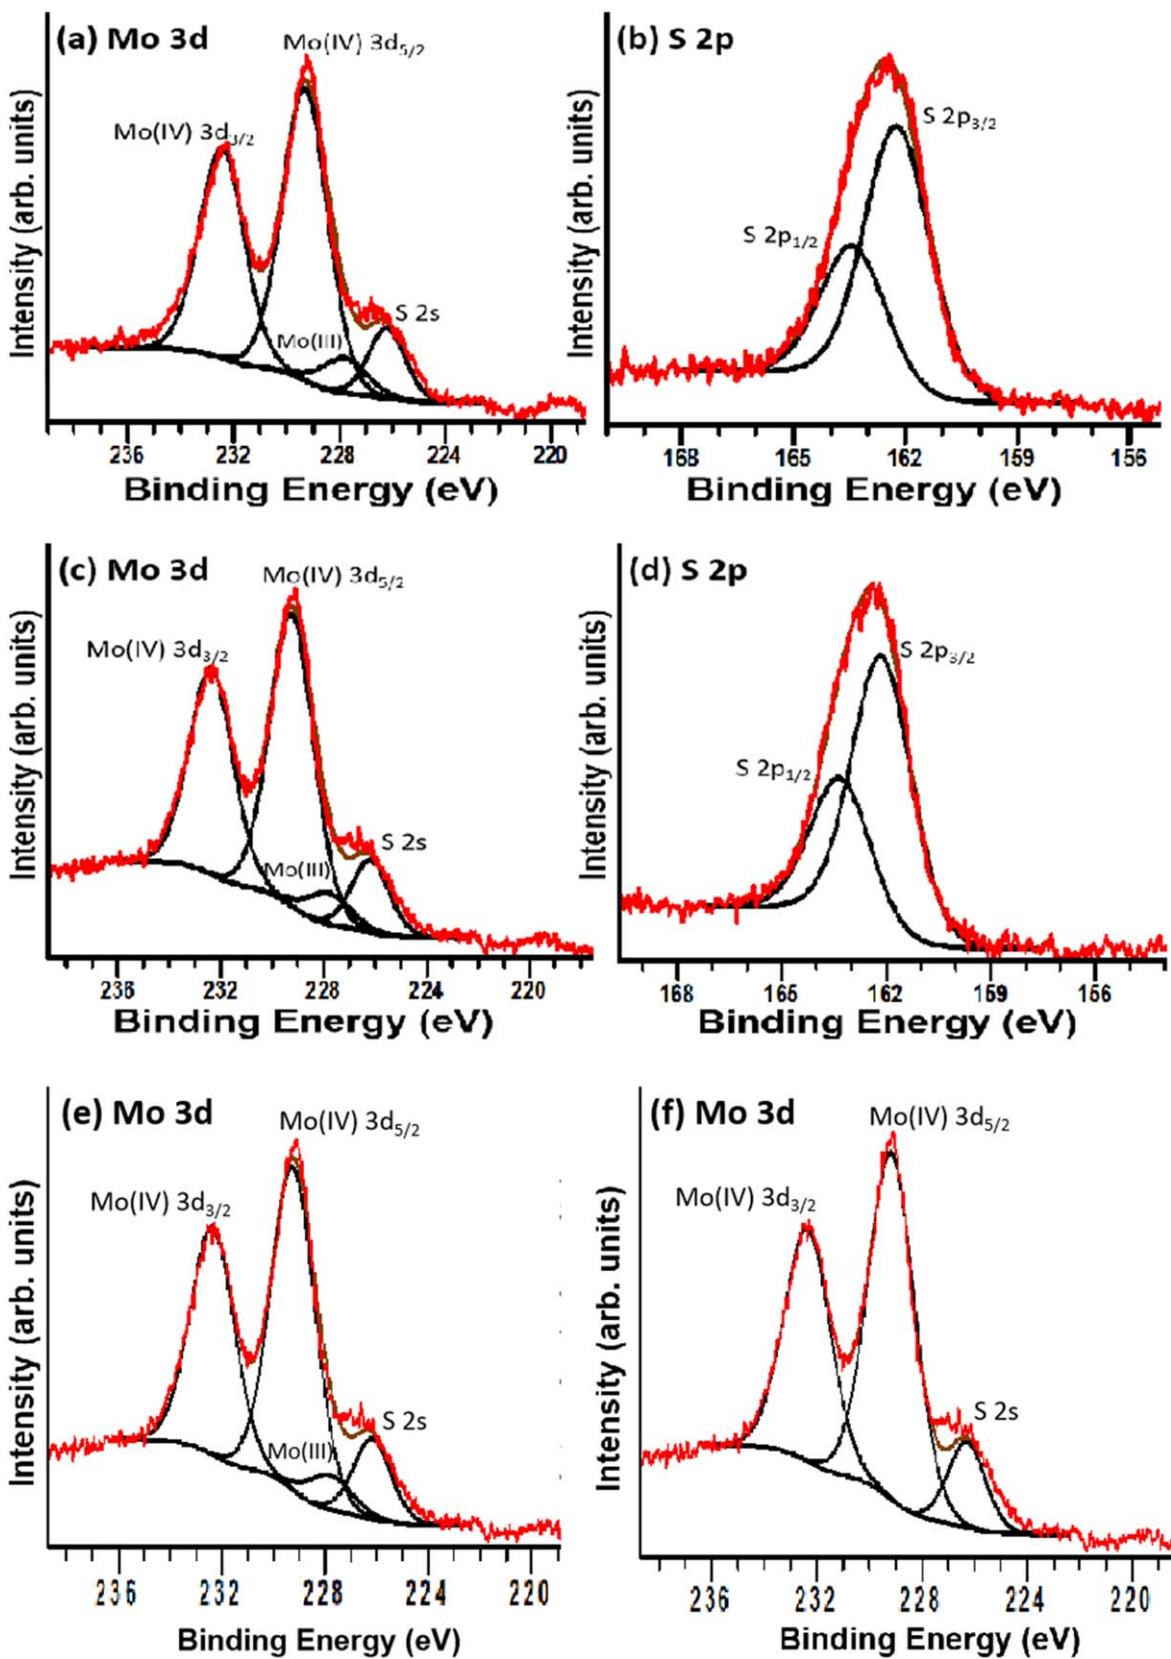 (a) Mo 3d
Mo(IV) 3d5/2
Mo(IV) 3d3/2
Mo(III)
S 2s
Intensity (arb. units)
236 232 228 224 220
Binding Energy (eV)
(b) S 2p
S 2p3/2
S 2p1/2
Intensity (arb. units)
168 165 162 159 156
Binding Energy (eV)
(c) Mo 3d
Mo(IV) 3d5/2
Mo(IV) 3d3/2
Mo(III)
S 2s
Intensity (arb. units)
236 232 228 224 220
Binding Energy (eV)
(d) S 2p
S 2p3/2
S 2p1/2
Intensity (arb. units)
168 165 162 159 156
Binding Energy (eV)
(e) Mo 3d
Mo(IV) 3d5/2
Mo(IV) 3d3/2
Mo(III)
S 2s
Intensity (arb. units)
236 232 228 224 220
Binding Energy (eV)
(f) Mo 3d
Mo(IV) 3d5/2
Mo(IV) 3d3/2
S 2s
Intensity (arb. units)
236 232 228 224 220
Binding Energy (eV)